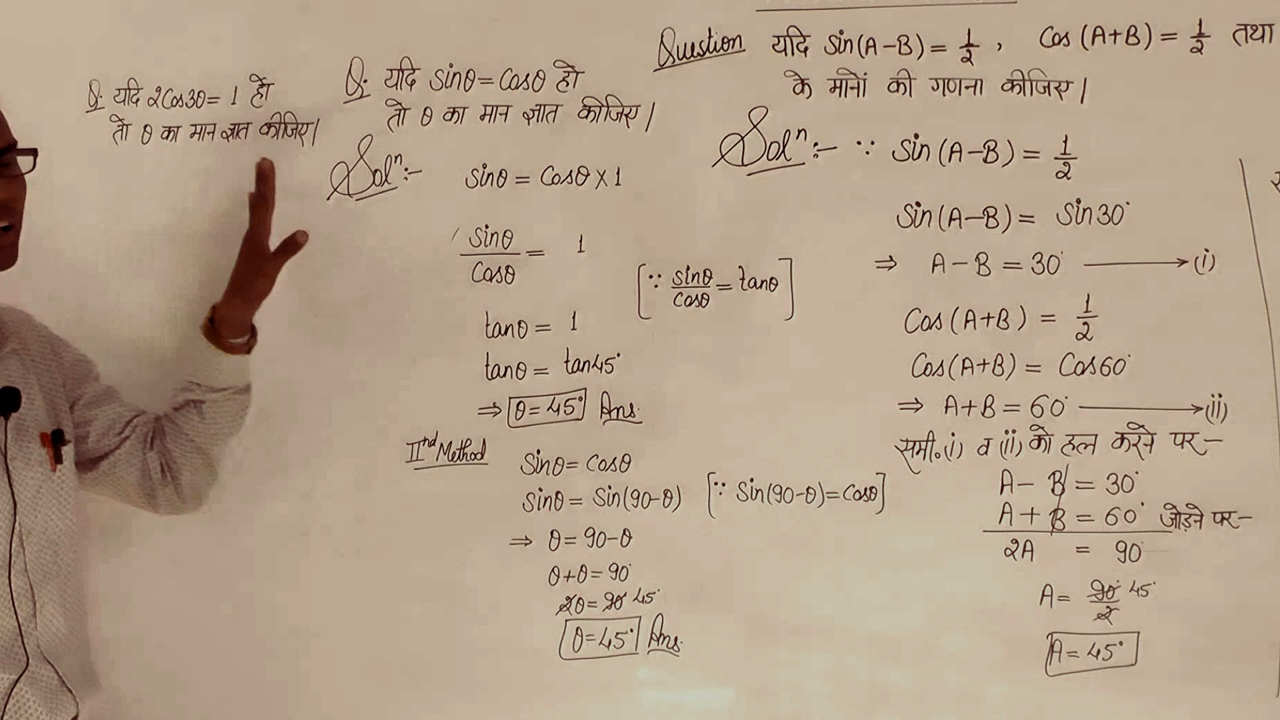 Q. यदि 2Cos3θ = 1 हो
तो θ का मान ज्ञात कीजिए।
Q. यदि sinθ = Cosθ हो
तो θ का मान ज्ञात कीजिए।
Solⁿ:-
sinθ = Cosθ × 1
sinθ/Cosθ = 1
[∵ sinθ/cosθ = tanθ]
tanθ = 1
tanθ = tan45°
⇒ θ = 45° Ans.
IInd Method
Sinθ = Cosθ
Sinθ = Sin(90-θ) [∵ Sin(90-θ) = Cosθ]
⇒ θ = 90-θ
θ+θ = 90°
2θ = 90° 45°
θ = 45° Ans.
Question यदि Sin(A-B) = 1/2, Cos(A+B) = 1/2 तथा
के मानों की गणना कीजिए।
Solⁿ:- ∵ Sin(A-B) = 1/2
Sin(A-B) = Sin30°
⇒ A-B = 30° → (i)
Cos(A+B) = 1/2
Cos(A+B) = Cos60°
⇒ A+B = 60° → (ii)
समी. (i) व (ii) को हल करने पर-
A - B = 30°
A + B = 60° जोड़ने पर-
2A = 90°
A = 90°/2 45°
A = 45°